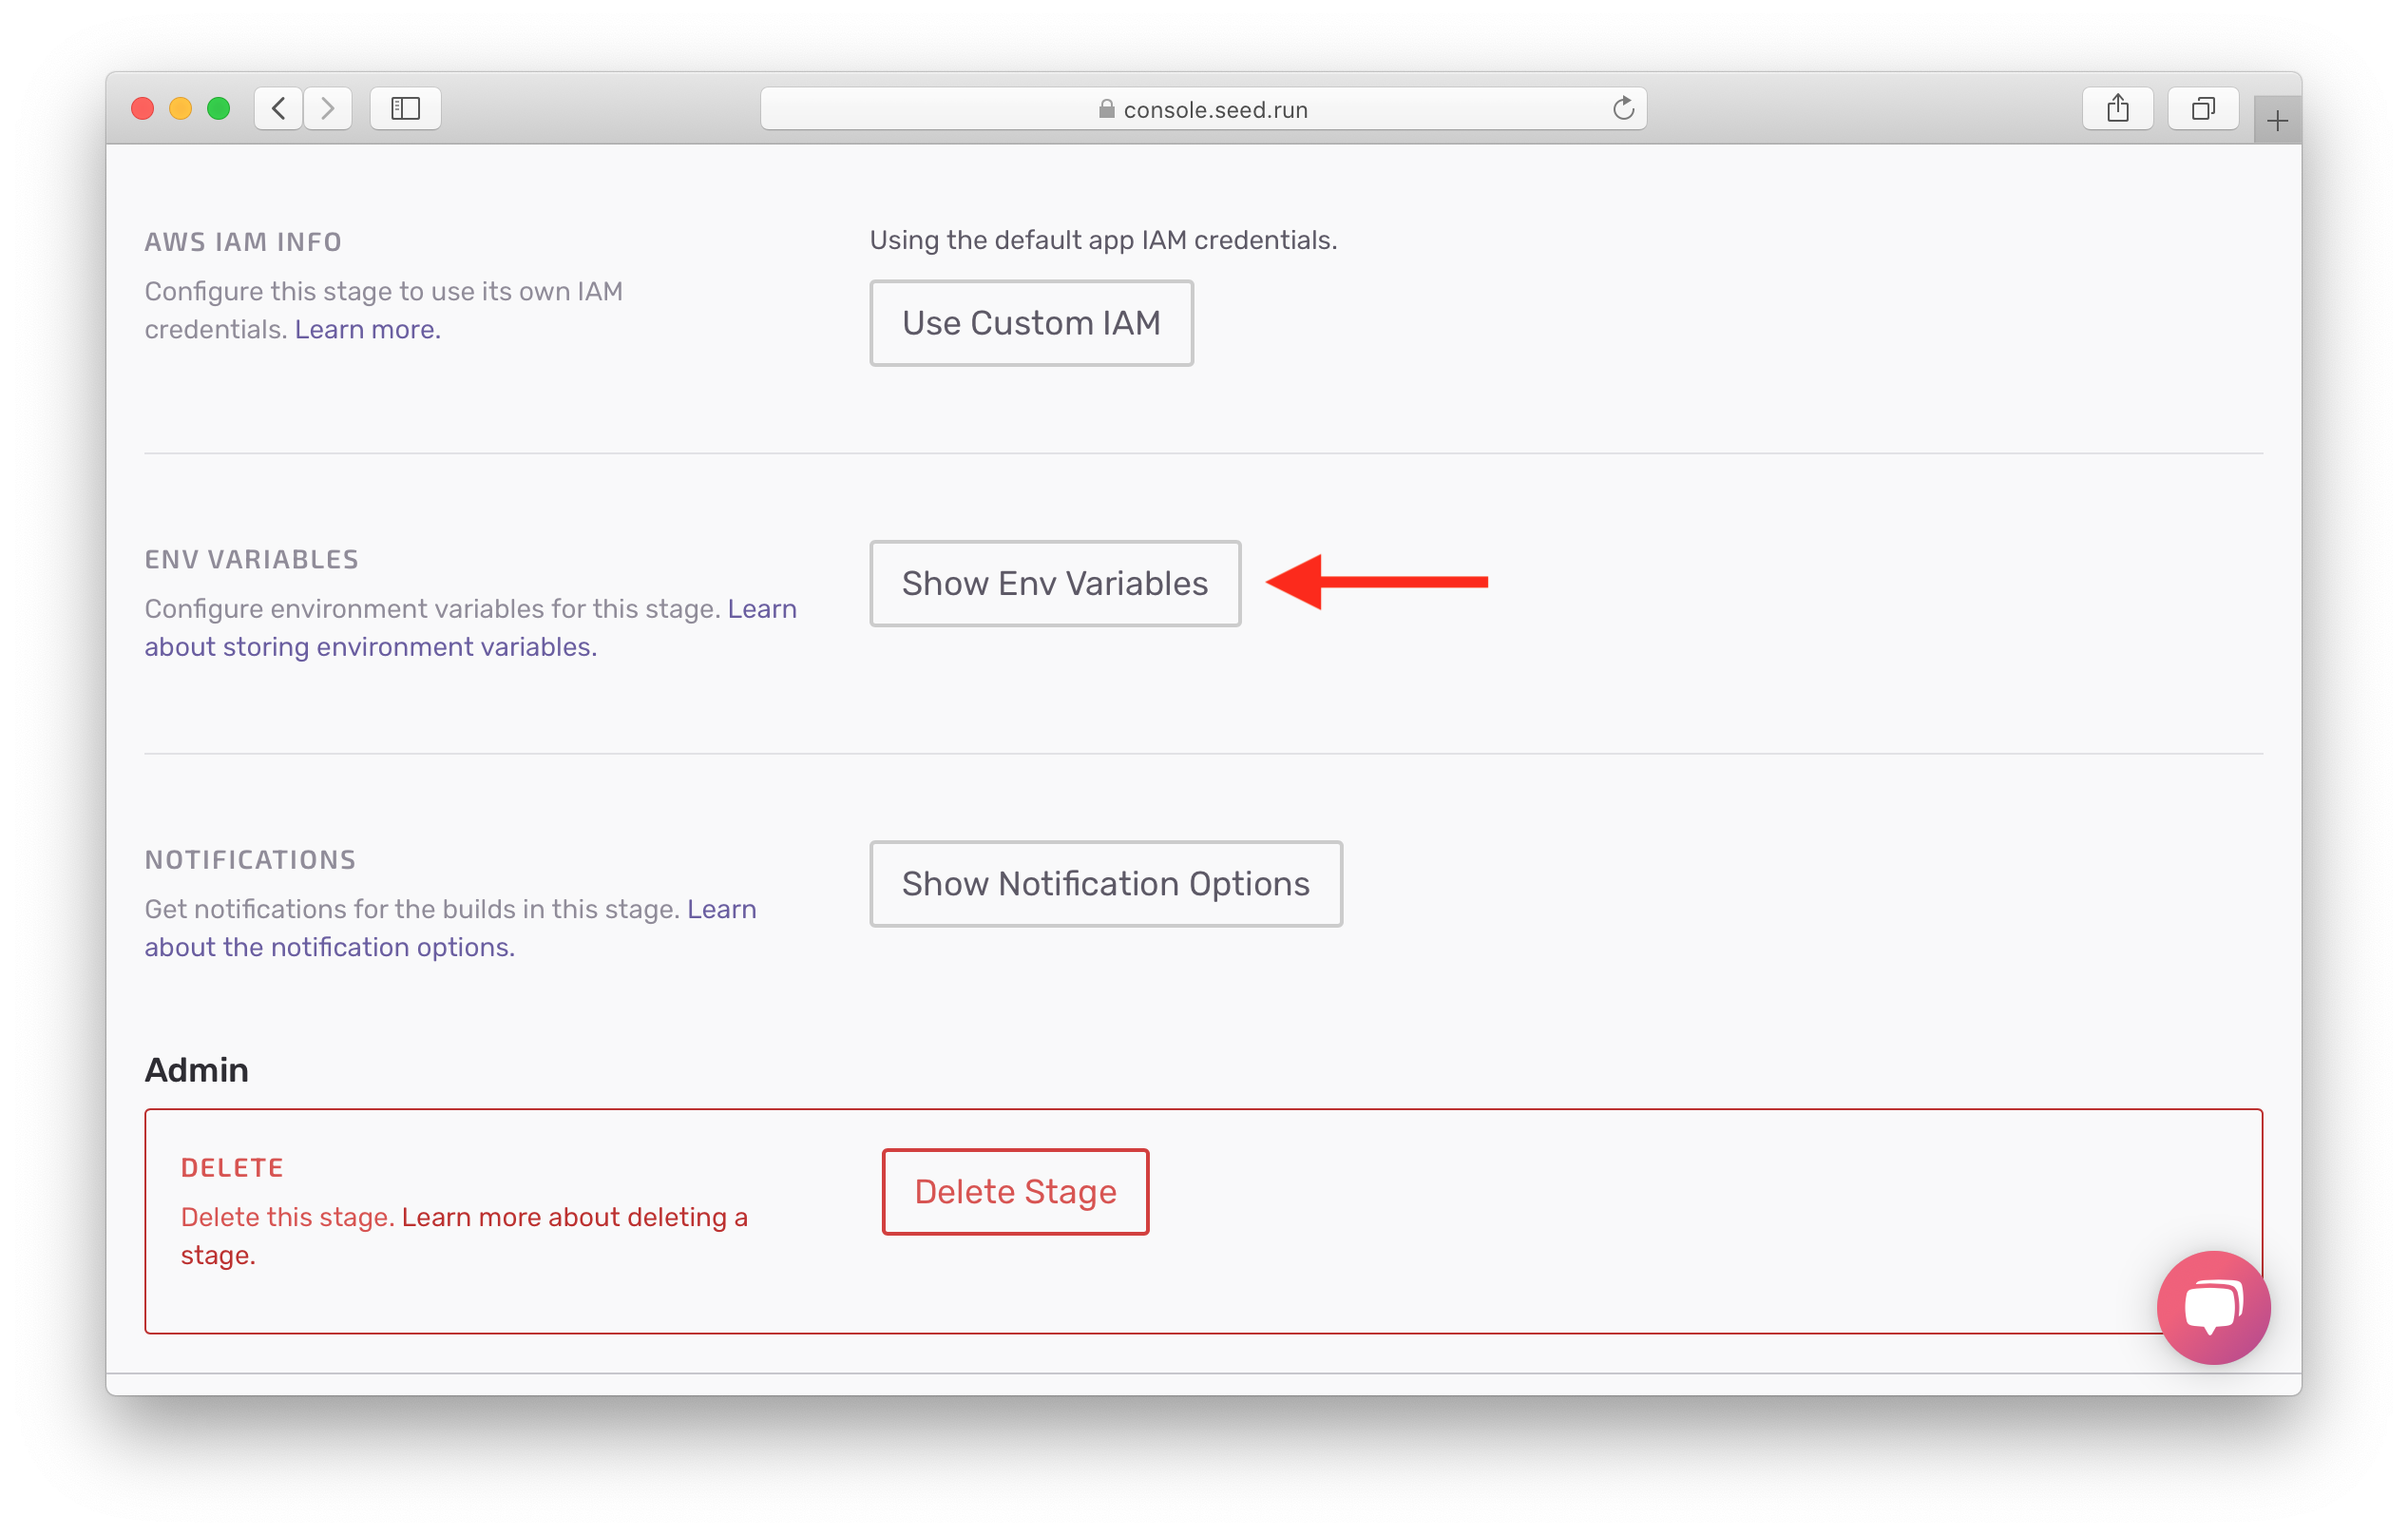 console.seed.run
AWS IAM INFO
Using the default app IAM credentials.
Configure this stage to use its own IAM
credentials. Learn more.
Use Custom IAM
ENV VARIABLES
Configure environment variables for this stage. Learn
about storing environment variables.
Show Env Variables
NOTIFICATIONS
Get notifications for the builds in this stage. Learn
about the notification options.
Show Notification Options
Admin
DELETE
Delete this stage. Learn more about deleting a
stage.
Delete Stage